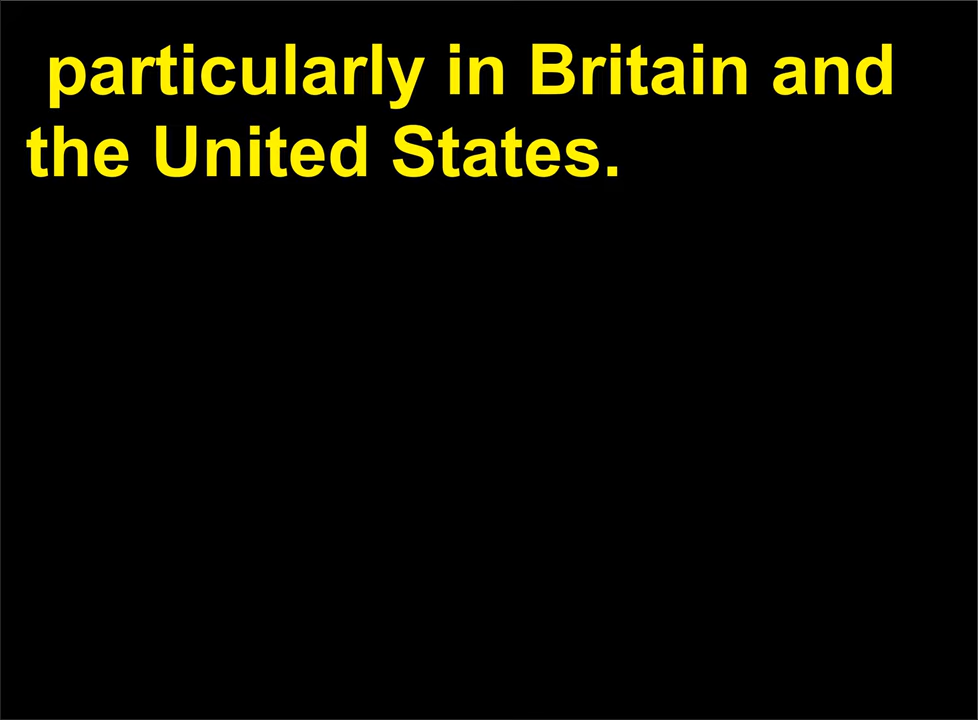 particularly in Britain and
the United States.